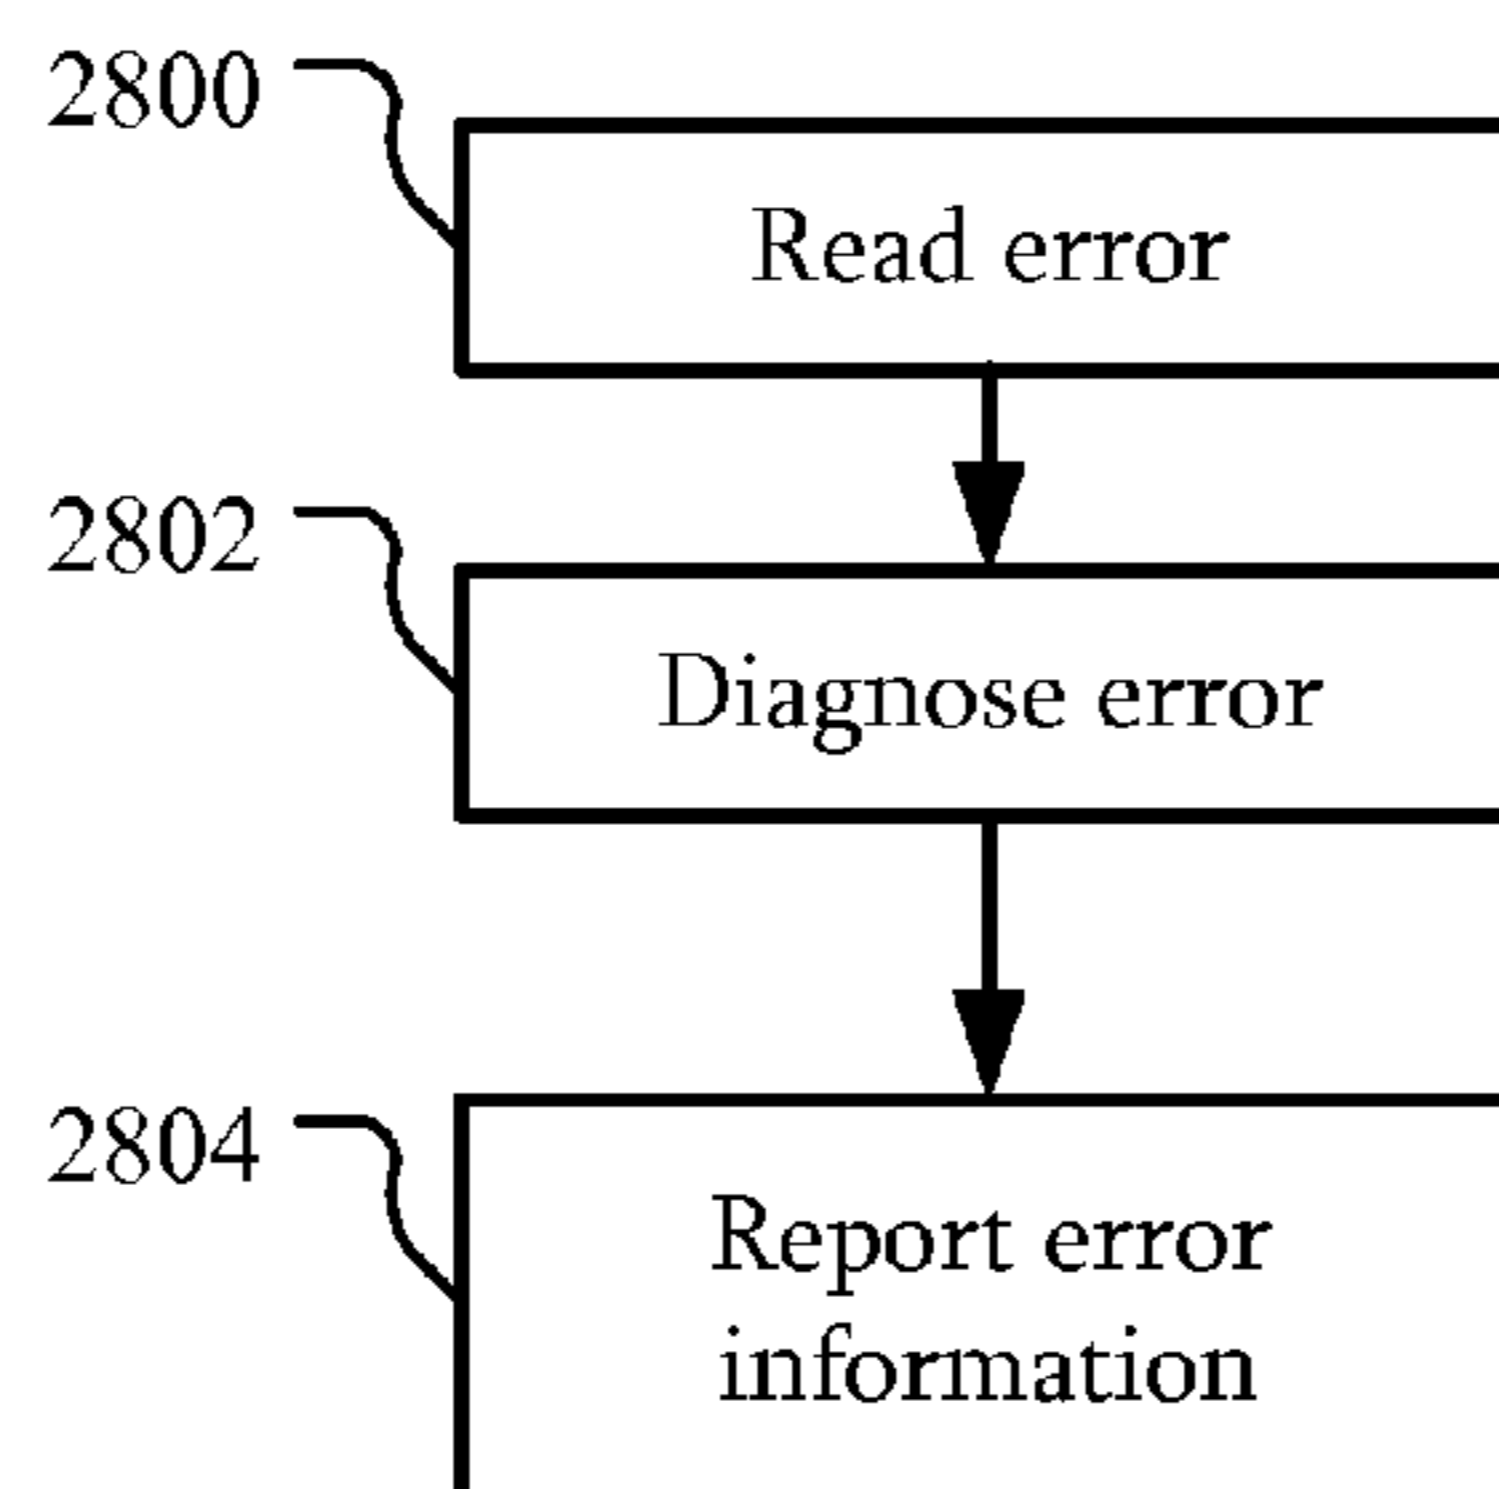 2800
Read error
2802
Diagnose error
2804
Report error
information